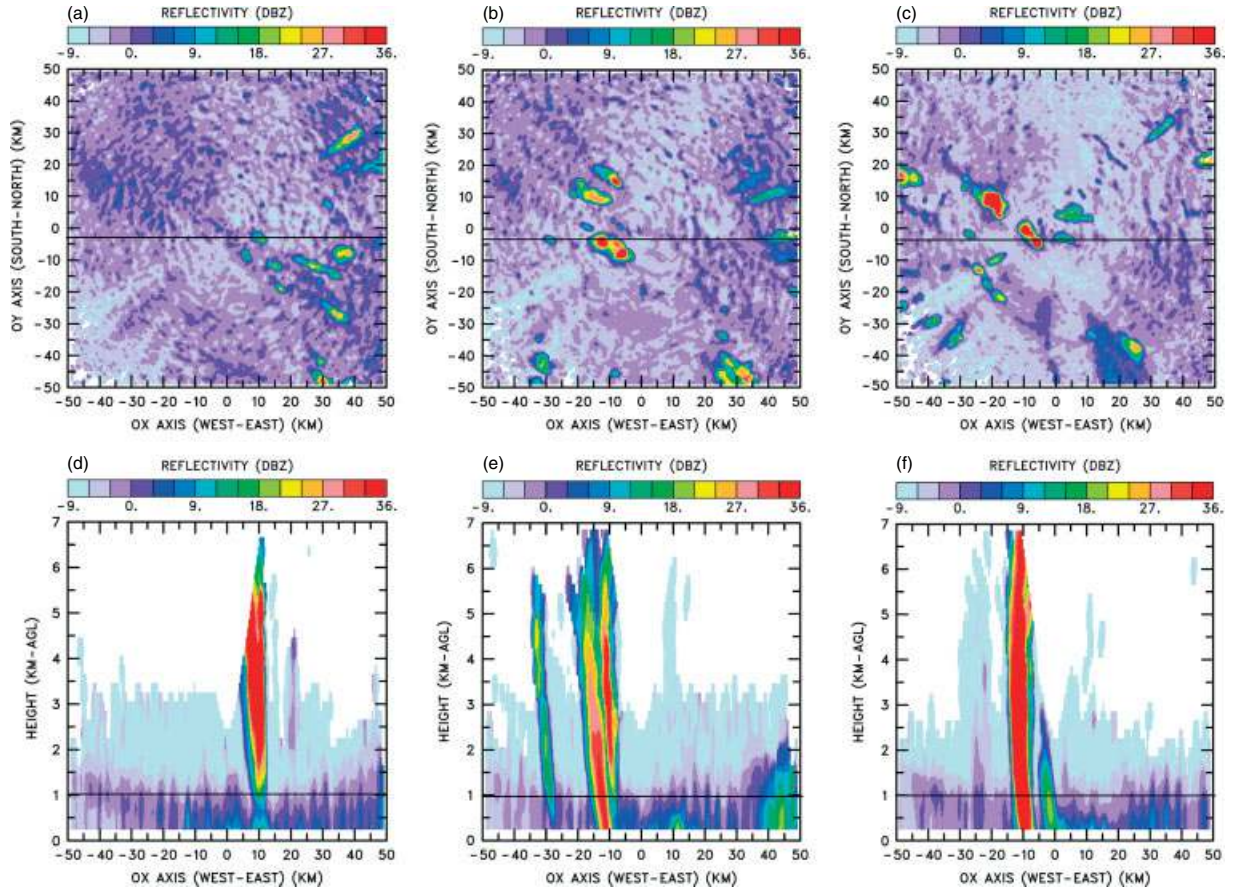 (a) REFLECTIVITY (DBZ)
-9. 0. 9. 18. 27. 36.
50
40
30
20
10
0
-10
-20
-30
-40
-50
OY AXIS (SOUTH-NORTH) (KM)
-50 -40 -30 -20 -10 0 10 20 30 40 50
OX AXIS (WEST-EAST) (KM)
(b) REFLECTIVITY (DBZ)
-9. 0. 9. 18. 27. 36.
50
40
30
20
10
0
-10
-20
-30
-40
-50
OY AXIS (SOUTH-NORTH) (KM)
-50 -40 -30 -20 -10 0 10 20 30 40 50
OX AXIS (WEST-EAST) (KM)
(c) REFLECTIVITY (DBZ)
-9. 0. 9. 18. 27. 36.
50
40
30
20
10
0
-10
-20
-30
-40
-50
OY AXIS (SOUTH-NORTH) (KM)
-50 -40 -30 -20 -10 0 10 20 30 40 50
OX AXIS (WEST-EAST) (KM)
(d) REFLECTIVITY (DBZ)
-9. 0. 9. 18. 27. 36.
7
6
5
4
3
2
1
0
HEIGHT (KM-AGL)
-50 -40 -30 -20 -10 0 10 20 30 40 50
OX AXIS (WEST-EAST) (KM)
(e) REFLECTIVITY (DBZ)
-9. 0. 9. 18. 27. 36.
7
6
5
4
3
2
1
0
HEIGHT (KM-AGL)
-50 -40 -30 -20 -10 0 10 20 30 40 50
OX AXIS (WEST-EAST) (KM)
(f) REFLECTIVITY (DBZ)
-9. 0. 9. 18. 27. 36.
7
6
5
4
3
2
1
0
HEIGHT (KM-AGL)
-50 -40 -30 -20 -10 0 10 20 30 40 50
OX AXIS (WEST-EAST) (KM)